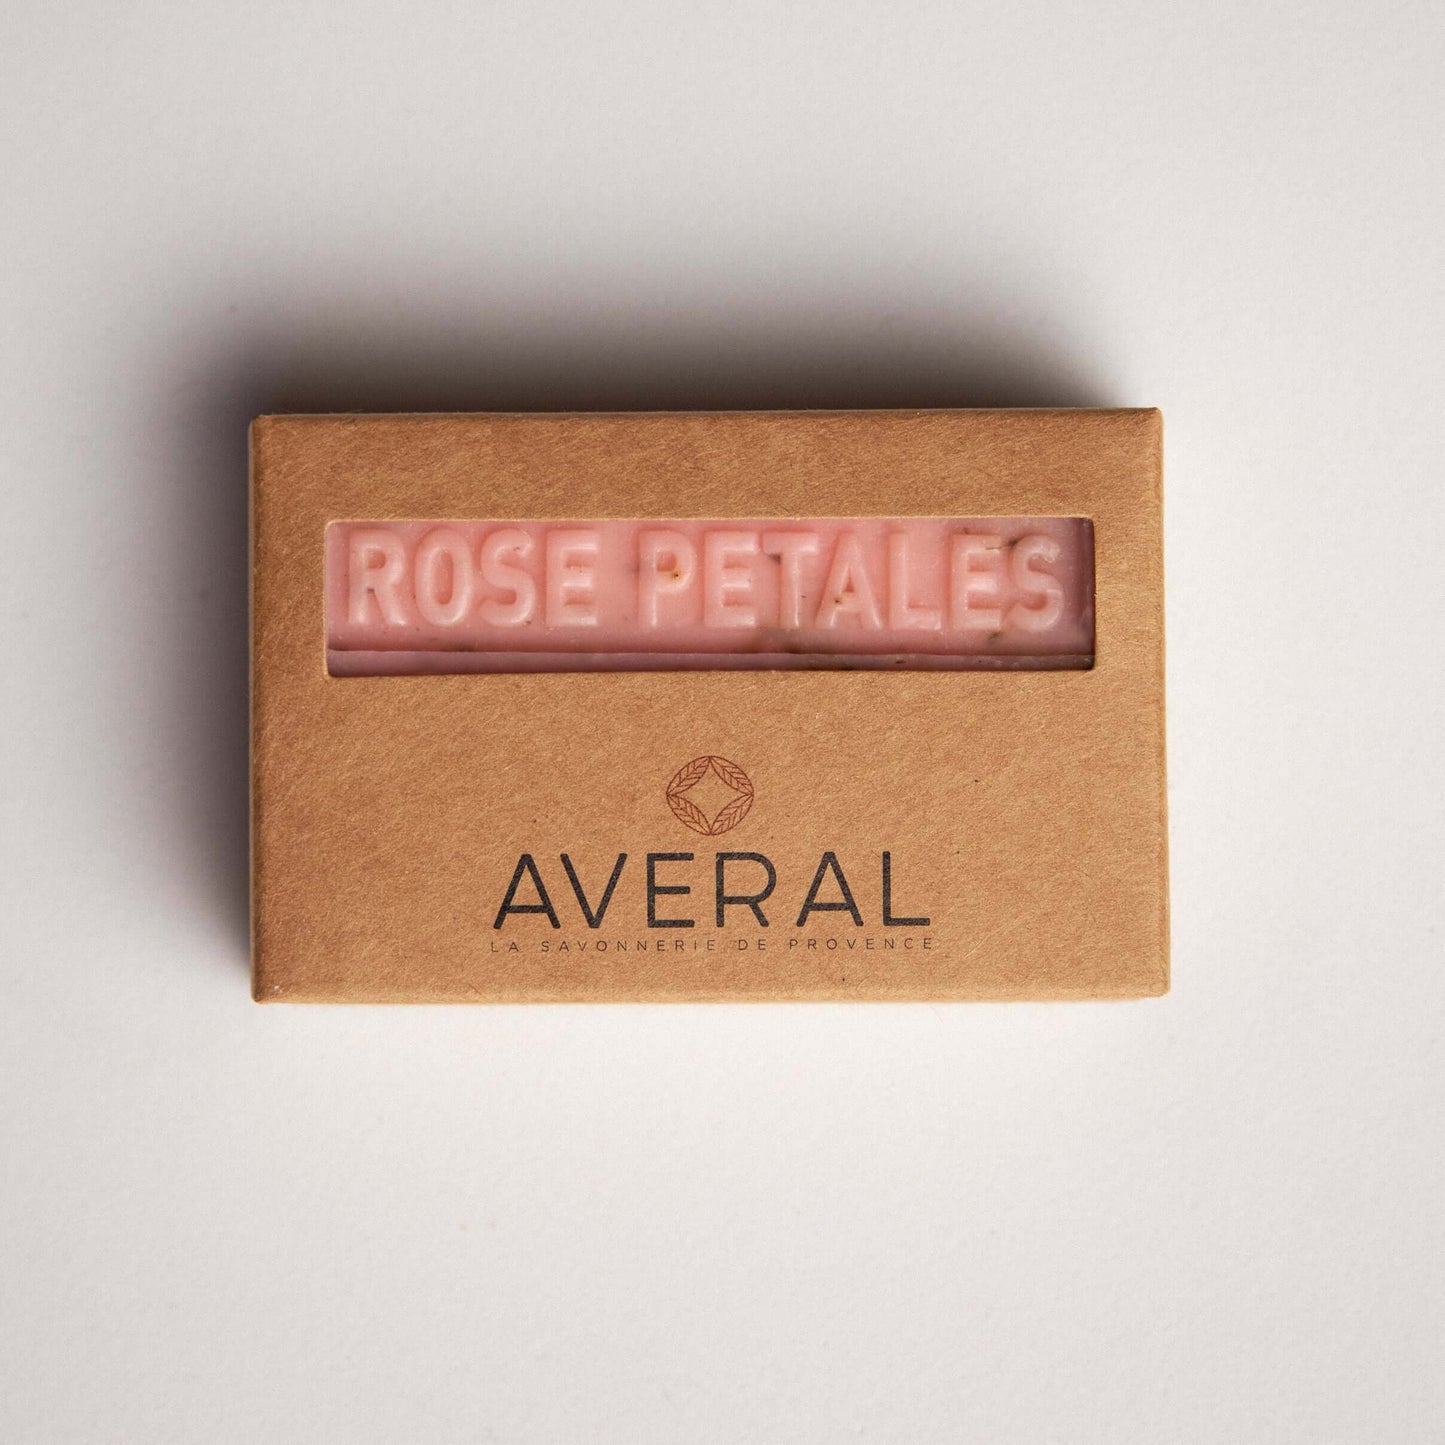 ROSE PETALES
AVERAL
LA SAVONNERIE DE PROVENCE